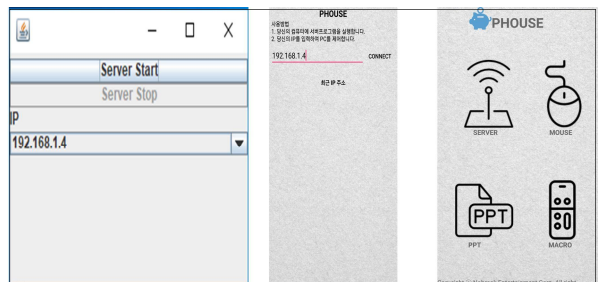 Server Start
Server Stop
IP
192.168.1.4
PHOUSE
사용방법
1. 당신의 컴퓨터에 서버프로그램을 실행합니다.
2. 당신의 IP를 입력하여 PC를 제어합니다.
192.168.1.4 CONNECT
최근 IP 주소
PHOUSE
SERVER MOUSE
PPT
PPT MACRO